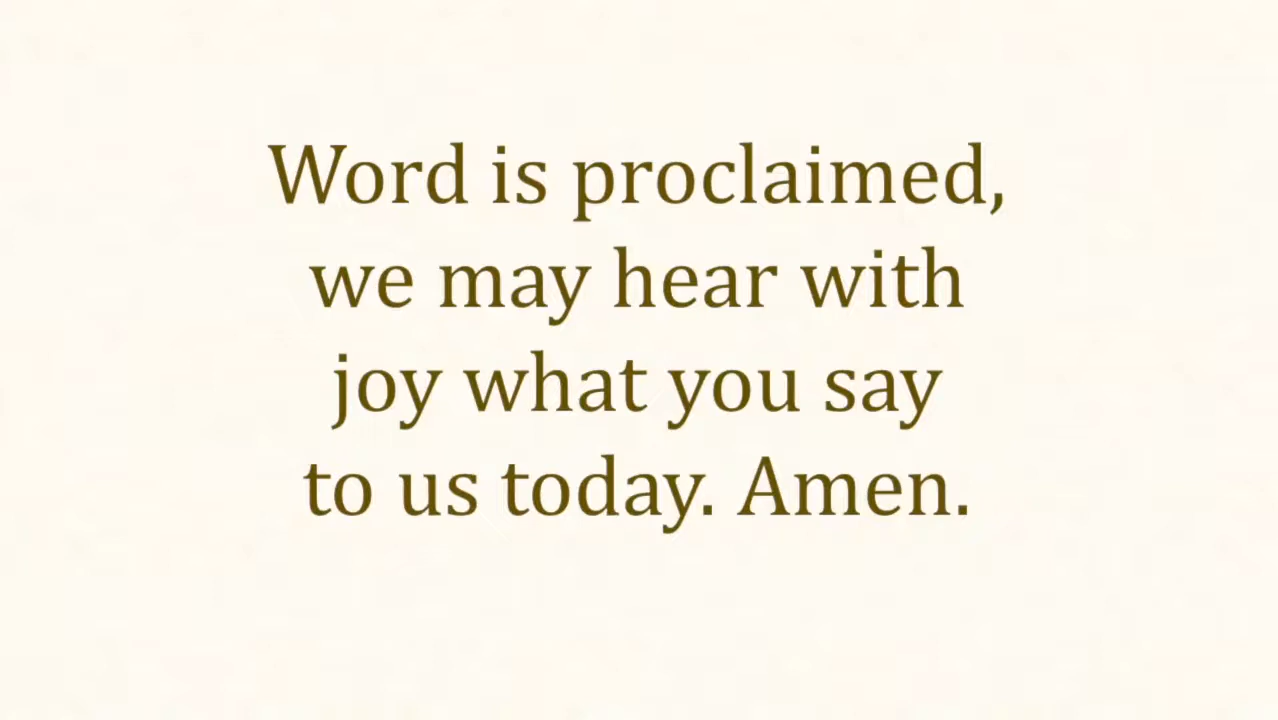 Word is proclaimed,
we may hear with
joy what you say
to us today. Amen.